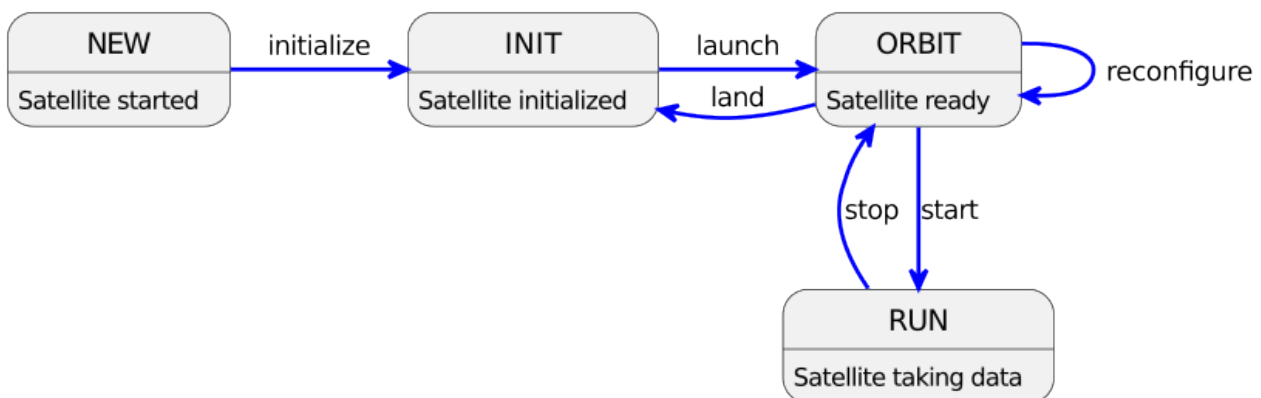 NEW
Satellite started
initialize
INIT
Satellite initialized
launch
land
ORBIT
Satellite ready
reconfigure
stop
start
RUN
Satellite taking data